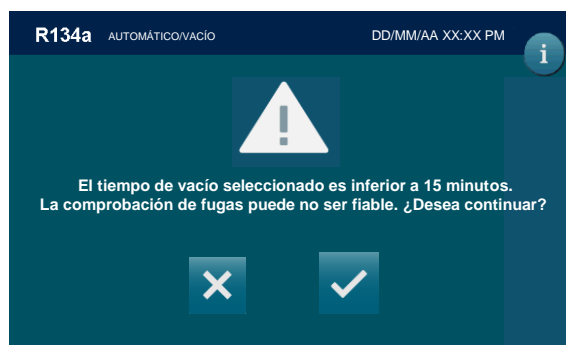 R134a AUTOMÁTICO/VACÍO DD/MM/AA XX:XX PM
i
!
El tiempo de vacío seleccionado es inferior a 15 minutos.
La comprobación de fugas puede no ser fiable. ¿Desea continuar?